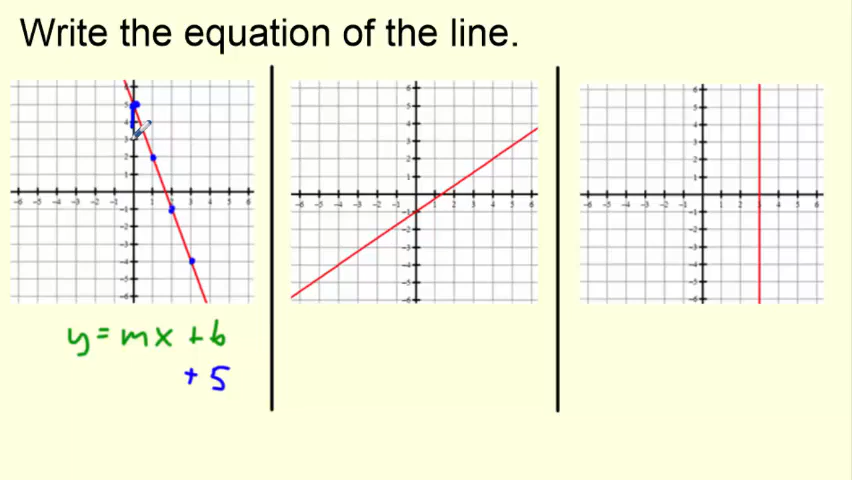 Write the equation of the line.
y = mx + b
+ 5